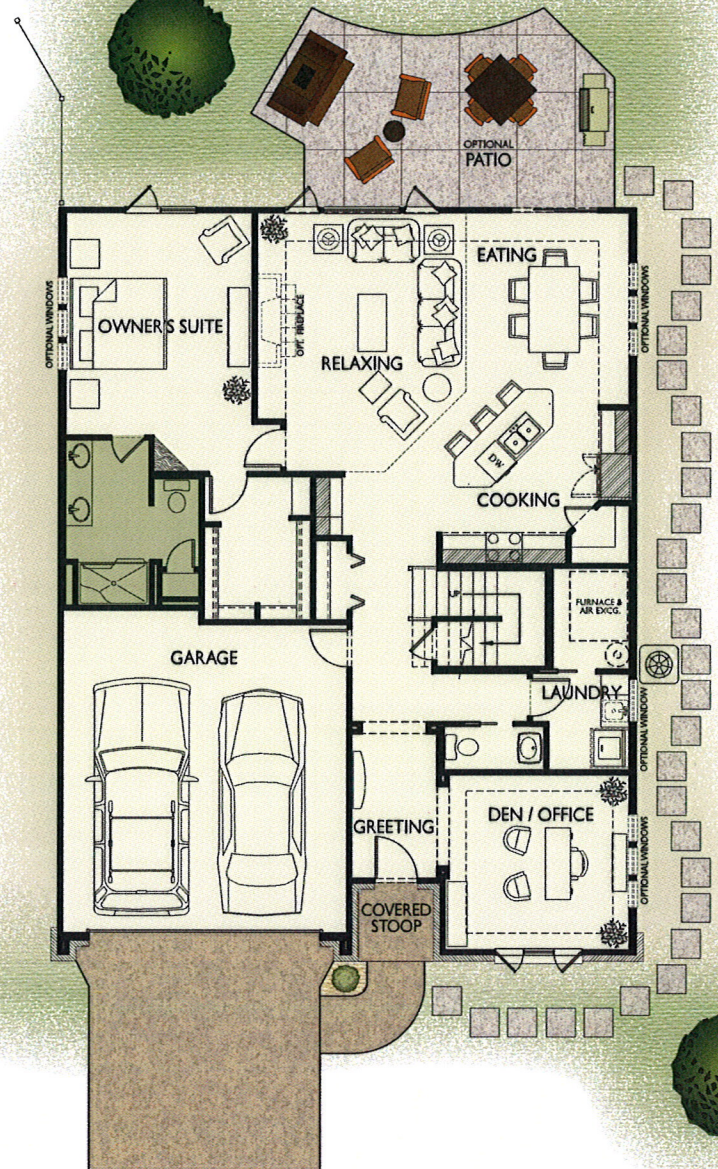 OPTIONAL
PATIO
EATING
OPTIONAL WINDOWS
OWNER'S SUITE
OPT. FIREPLACE
OPTIONAL WINDOWS
RELAXING
DW
COOKING
UP
FURNACE &
AIR EXCG.
GARAGE
LAUNDRY
OPTIONAL WINDOW
DEN / OFFICE
GREETING
OPTIONAL WINDOWS
COVERED
STOOP